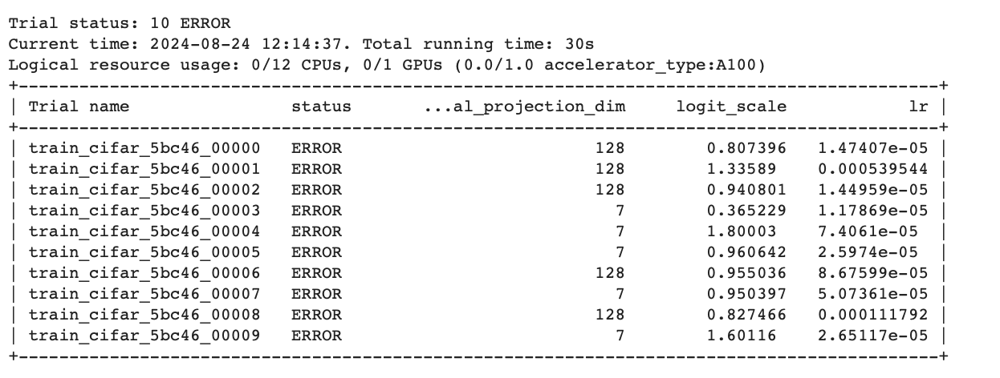 Trial status: 10 ERROR
Current time: 2024-08-24 12:14:37. Total running time: 30s
Logical resource usage: 0/12 CPUs, 0/1 GPUs (0.0/1.0 accelerator_type:A100)
+------------------------------------------------------------------------------------------+
| Trial name                status       ...al_projection_dim     logit_scale            lr |
+------------------------------------------------------------------------------------------+
| train_cifar_5bc46_00000   ERROR                         128        0.807396   1.47407e-05 |
| train_cifar_5bc46_00001   ERROR                         128        1.33589    0.000539544 |
| train_cifar_5bc46_00002   ERROR                         128        0.940801   1.44959e-05 |
| train_cifar_5bc46_00003   ERROR                           7        0.365229   1.17869e-05 |
| train_cifar_5bc46_00004   ERROR                           7        1.80003    7.4061e-05  |
| train_cifar_5bc46_00005   ERROR                           7        0.960642   2.5974e-05  |
| train_cifar_5bc46_00006   ERROR                         128        0.955036   8.67599e-05 |
| train_cifar_5bc46_00007   ERROR                           7        0.950397   5.07361e-05 |
| train_cifar_5bc46_00008   ERROR                         128        0.827466   0.000111792 |
| train_cifar_5bc46_00009   ERROR                           7        1.60116    2.65117e-05 |
+------------------------------------------------------------------------------------------+